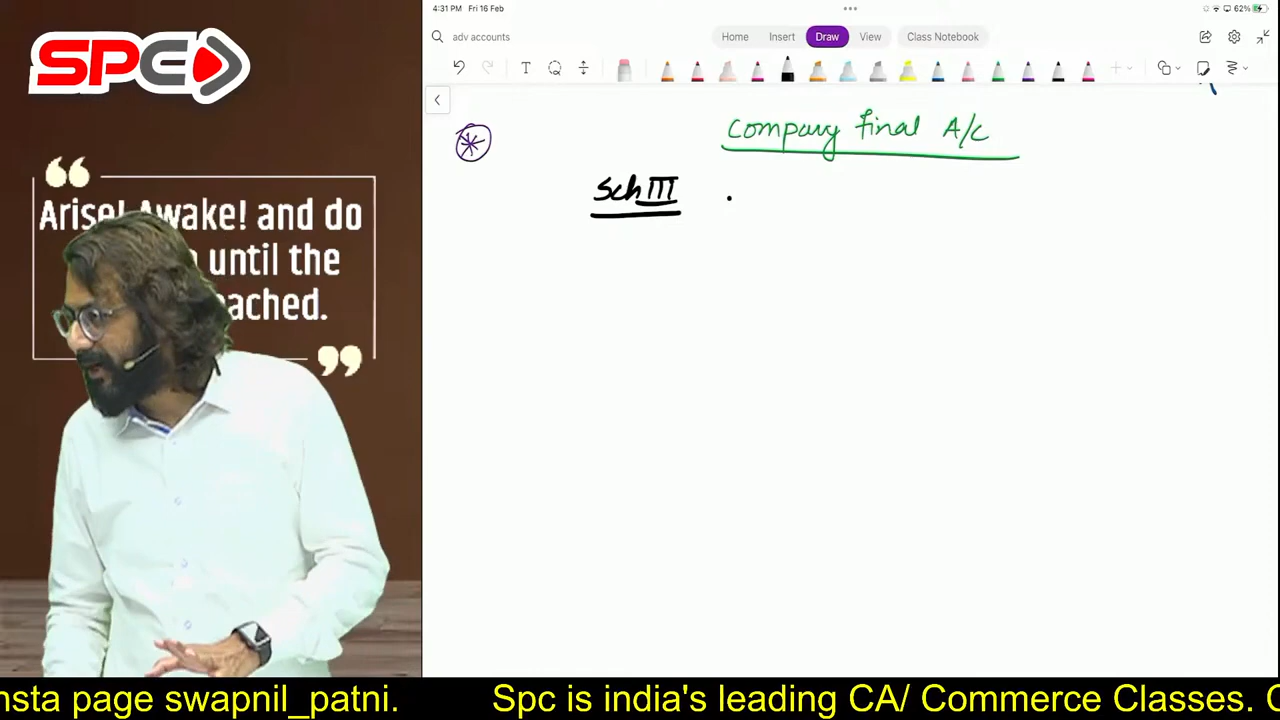 4:31 PM Fri 16 Feb
62%
adv accounts
Home Insert Draw View Class Notebook
SPC
Company final A/C
Sch III
“
Arise! Awake! and do
until the
eached.
”
nsta page swapnil_patni. Spc is india's leading CA/ Commerce Classes. C